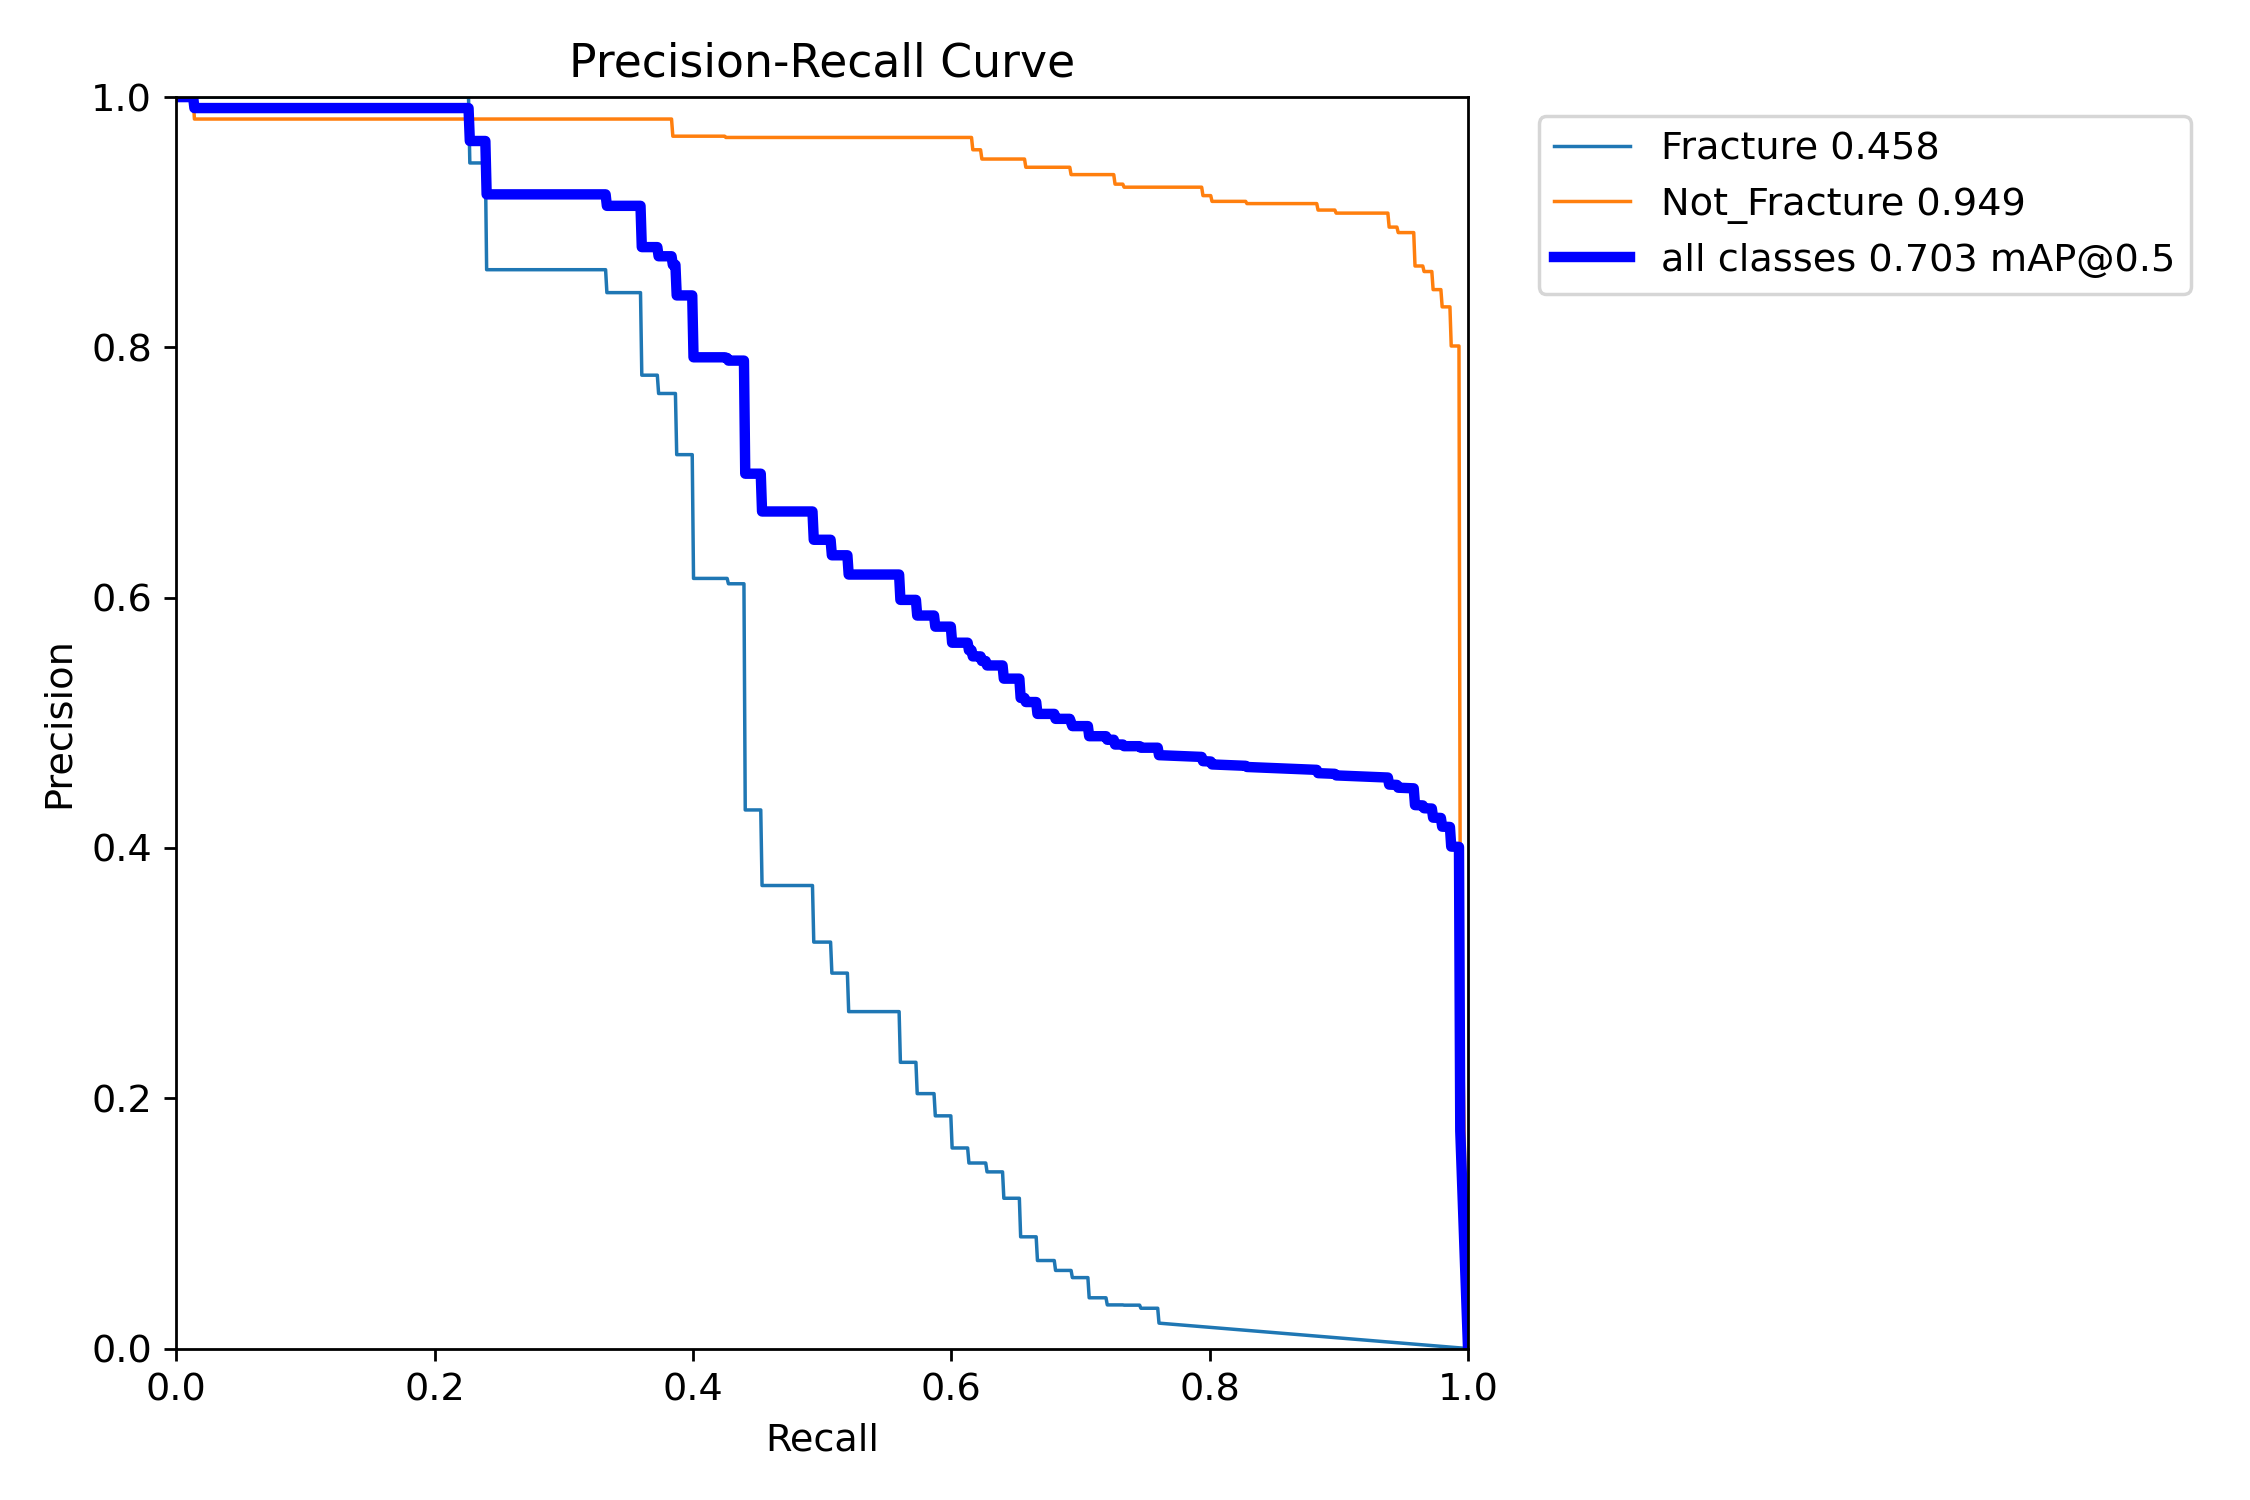 Precision-Recall Curve
1.0
0.8
0.6
0.4
0.2
0.0
Precision
0.0 0.2 0.4 0.6 0.8 1.0
Recall
Fracture 0.458
Not_Fracture 0.949
all classes 0.703 mAP@0.5